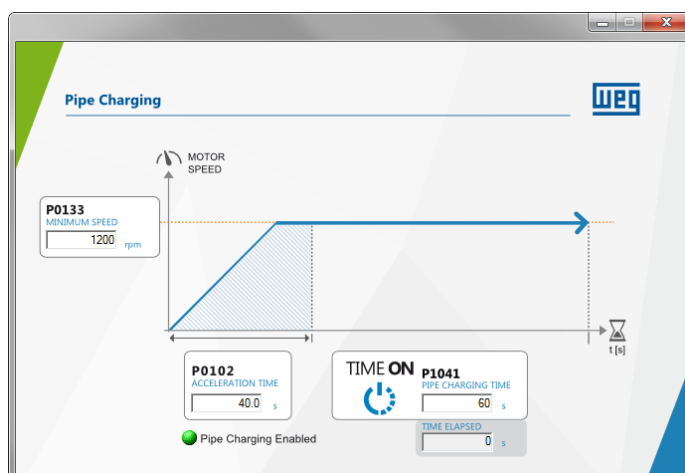 Pipe Charging
WEG
MOTOR
SPEED
P0133
MINIMUM SPEED
1200 rpm
t [s]
P0102
ACCELERATION TIME
40.0 s
TIME ON
P1041
PIPE CHARGING TIME
60 s
Pipe Charging Enabled
TIME ELAPSED
0 s